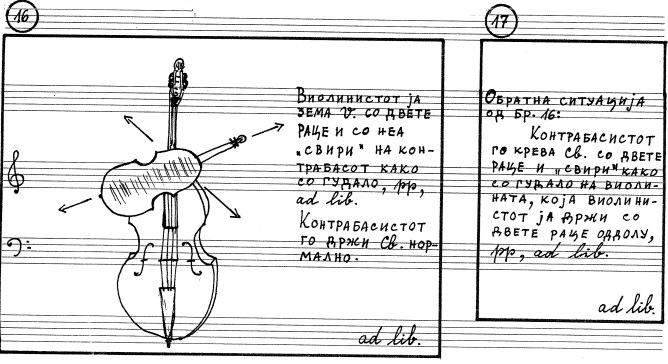 16
Виолинистот ја
зема V. со двете
раце и со неа
„свири" на кон-
трабасот како
со гудало, pp,
ad lib.
Контрабасистот
го држи Cb. нор-
мално.
ad lib.
17
Обратна ситуација
од бр. 16:
Контрабасистот
го крева Cb. со двете
раце и „свири" како
со гудало на виоли-
ната, која виолини-
стот ја држи со
двете раце оддолу,
pp, ad lib.
ad lib.